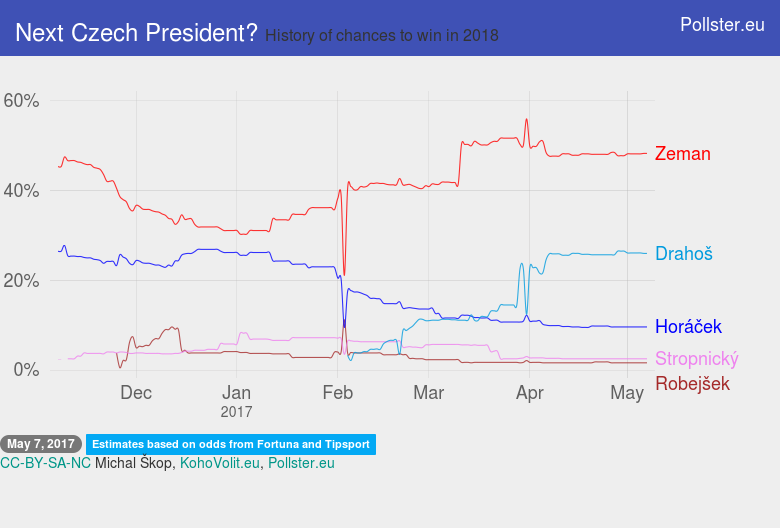 Next Czech President? History of chances to win in 2018
Pollster.eu
60%
40%
20%
0%
Zeman
Drahoš
Horáček
Stropnický
Robejšek
Dec Jan Feb Mar Apr May
2017
May 7, 2017 Estimates based on odds from Fortuna and Tipsport
CC-BY-SA-NC Michal Škop, KohoVolit.eu, Pollster.eu